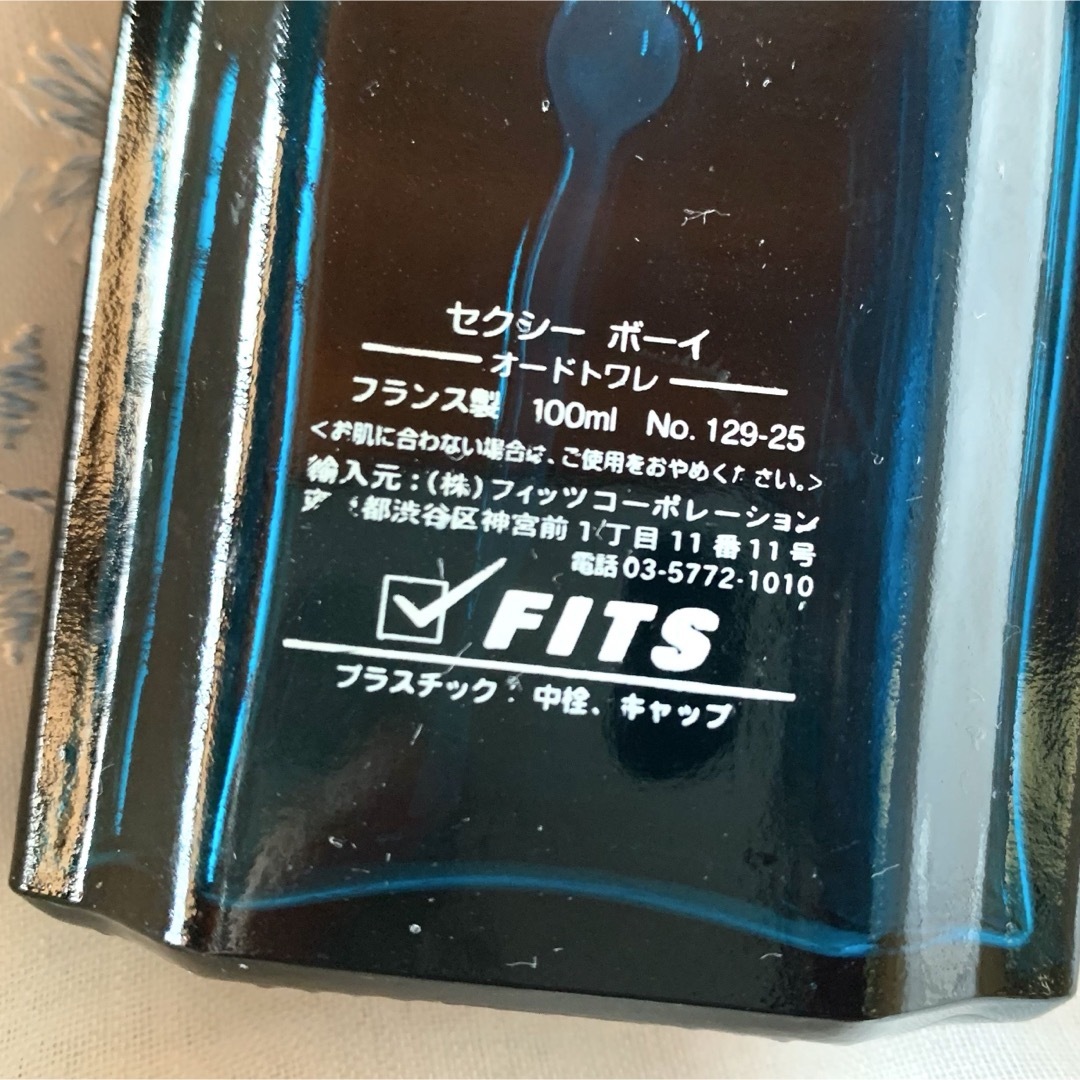 セクシー ボーイ
オードトワレ
フランス製 100ml No. 129-25
<お肌に合わない場合は、ご使用をおやめください。>
輸入元:(株)フィッツコーポレーション
都渋谷区神宮前1丁目11番11号
電話 03-5772-1010
FITS
プラスチック: 中栓、キャップ